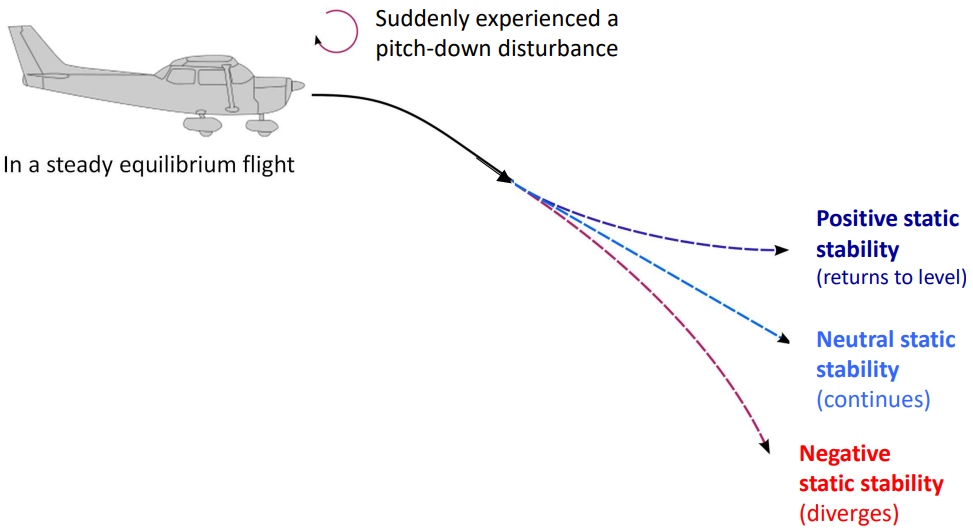 Suddenly experienced a
pitch-down disturbance
In a steady equilibrium flight
Positive static
stability
(returns to level)
Neutral static
stability
(continues)
Negative
static stability
(diverges)